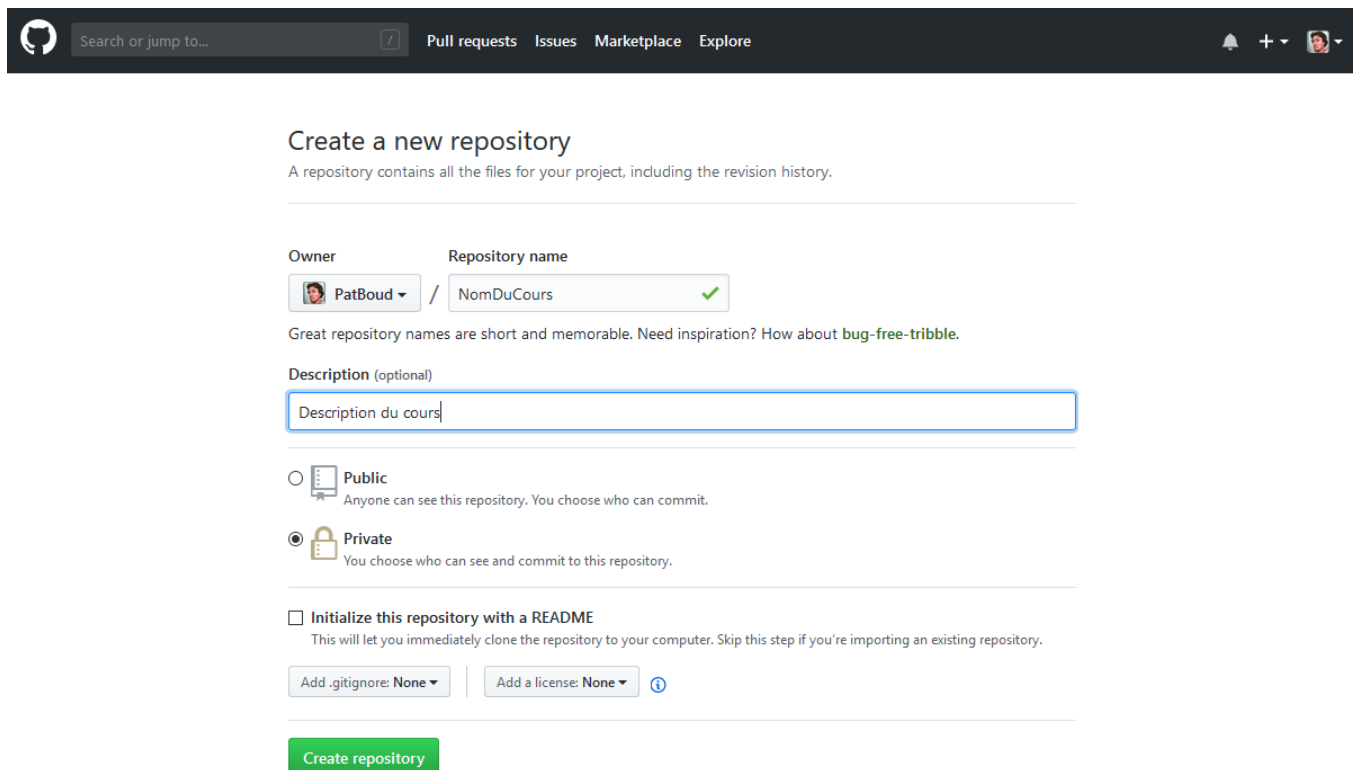 Search or jump to... /
Pull requests Issues Marketplace Explore
Create a new repository
A repository contains all the files for your project, including the revision history.
Owner Repository name
PatBoud / NomDuCours
Great repository names are short and memorable. Need inspiration? How about bug-free-tribble.
Description (optional)
Description du cours
Public
Anyone can see this repository. You choose who can commit.
Private
You choose who can see and commit to this repository.
Initialize this repository with a README
This will let you immediately clone the repository to your computer. Skip this step if you’re importing an existing repository.
Add .gitignore: None Add a license: None
Create repository